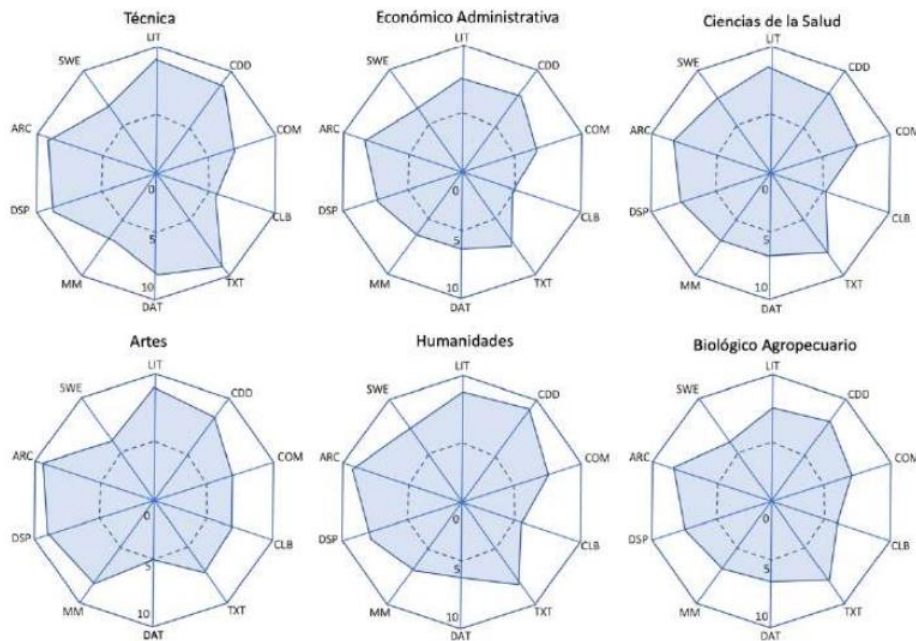 Técnica
LIT
CDD
COM
CLB
TXT
DAT
MM
DSP
ARC
SWE
0
5
10
Económico Administrativa
LIT
CDD
COM
CLB
TXT
DAT
MM
DSP
ARC
SWE
0
5
10
Ciencias de la Salud
LIT
CDD
COM
CLB
TXT
DAT
MM
DSP
ARC
SWE
0
5
10
Artes
LIT
CDD
COM
CLB
TXT
DAT
MM
DSP
ARC
SWE
0
5
10
Humanidades
LIT
CDD
COM
CLB
TXT
DAT
MM
DSP
ARC
SWE
0
5
10
Biológico Agropecuario
LIT
CDD
COM
CLB
TXT
DAT
MM
DSP
ARC
SWE
0
5
10